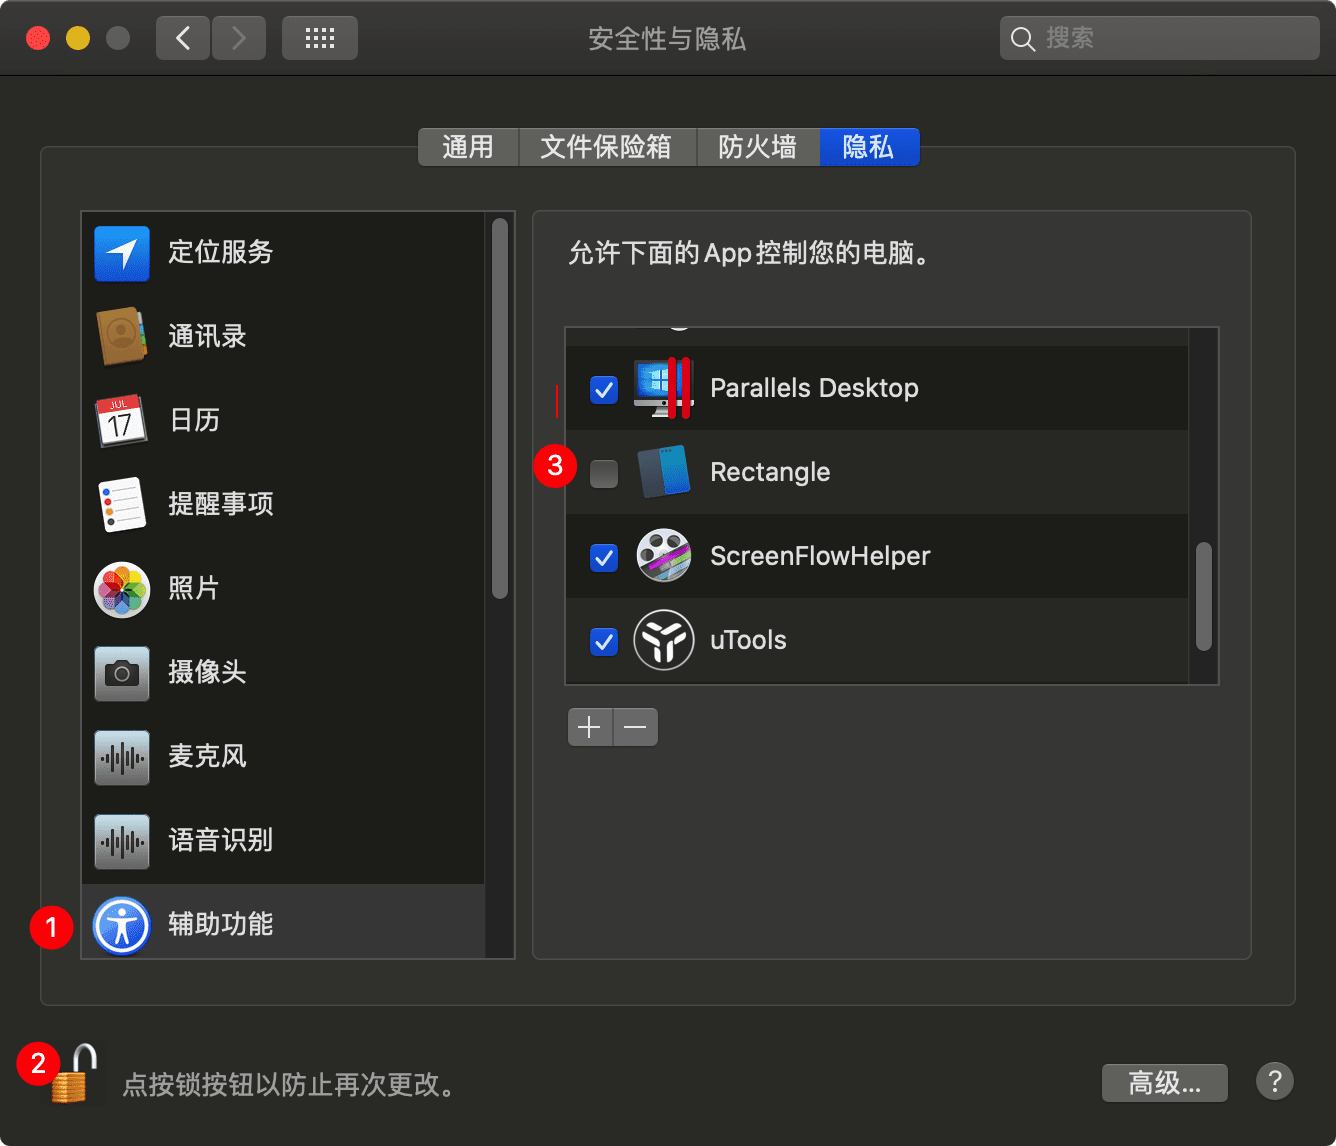 安全性与隐私
搜索
通用
文件保险箱
防火墙
隐私
定位服务
通讯录
JUL
17
日历
提醒事项
照片
摄像头
麦克风
语音识别
1
辅助功能
允许下面的App控制您的电脑。
Parallels Desktop
3
Rectangle
ScreenFlowHelper
uTools
2
点按锁按钮以防止再次更改。
高级...
?